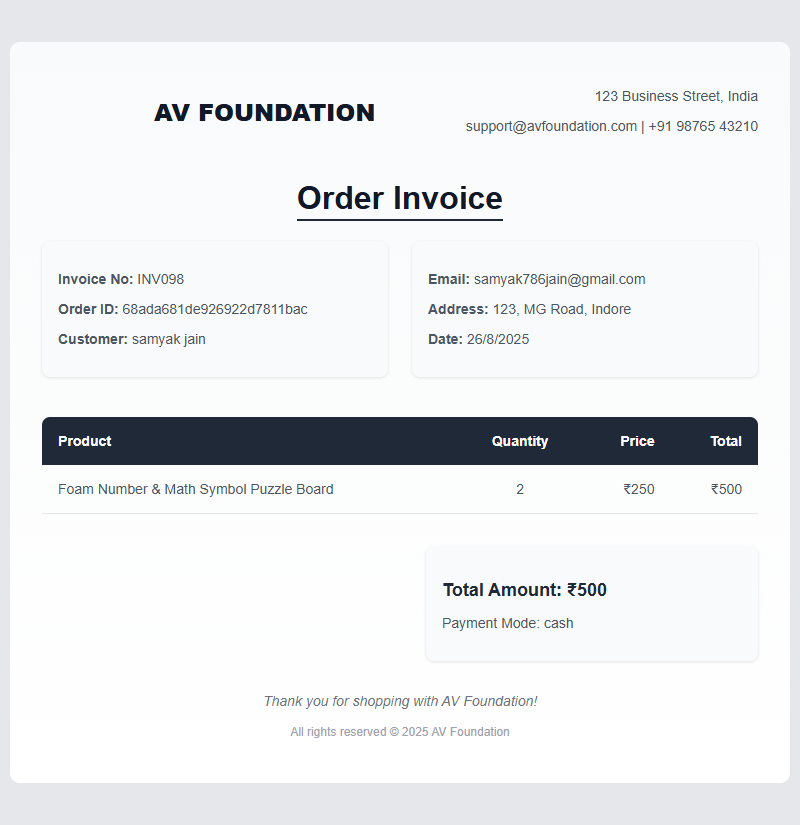 AV FOUNDATION
123 Business Street, India
support@avfoundation.com | +91 98765 43210
Order Invoice
Invoice No: INV098
Order ID: 68ada681de926922d7811bac
Customer: samyak jain
Email: samyak786jain@gmail.com
Address: 123, MG Road, Indore
Date: 26/8/2025
Product Quantity Price Total
Foam Number & Math Symbol Puzzle Board 2 ₹250 ₹500
Total Amount: ₹500
Payment Mode: cash
Thank you for shopping with AV Foundation!
All rights reserved © 2025 AV Foundation